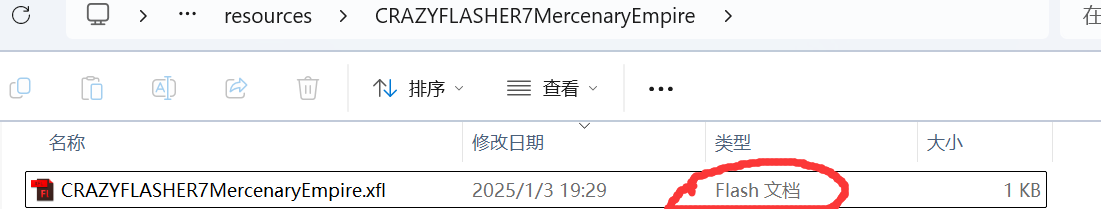 resources > CRAZYFLASHER7MercenaryEmpire > 在
排序 查看
名称 修改日期 类型 大小
CRAZYFLASHER7MercenaryEmpire.xfl 2025/1/3 19:29 Flash 文档 1 KB